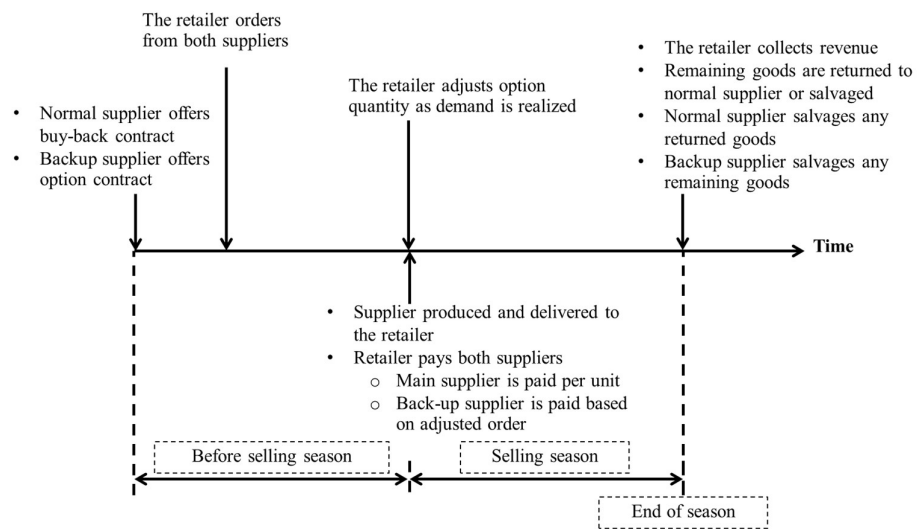 The retailer orders
from both suppliers
• Normal supplier offers
buy-back contract
• Backup supplier offers
option contract
The retailer adjusts option
quantity as demand is realized
• The retailer collects revenue
• Remaining goods are returned to
normal supplier or salvaged
• Normal supplier salvages any
returned goods
• Backup supplier salvages any
remaining goods
Time
• Supplier produced and delivered to
the retailer
• Retailer pays both suppliers
o Main supplier is paid per unit
o Back-up supplier is paid based
on adjusted order
Before selling season
Selling season
End of season